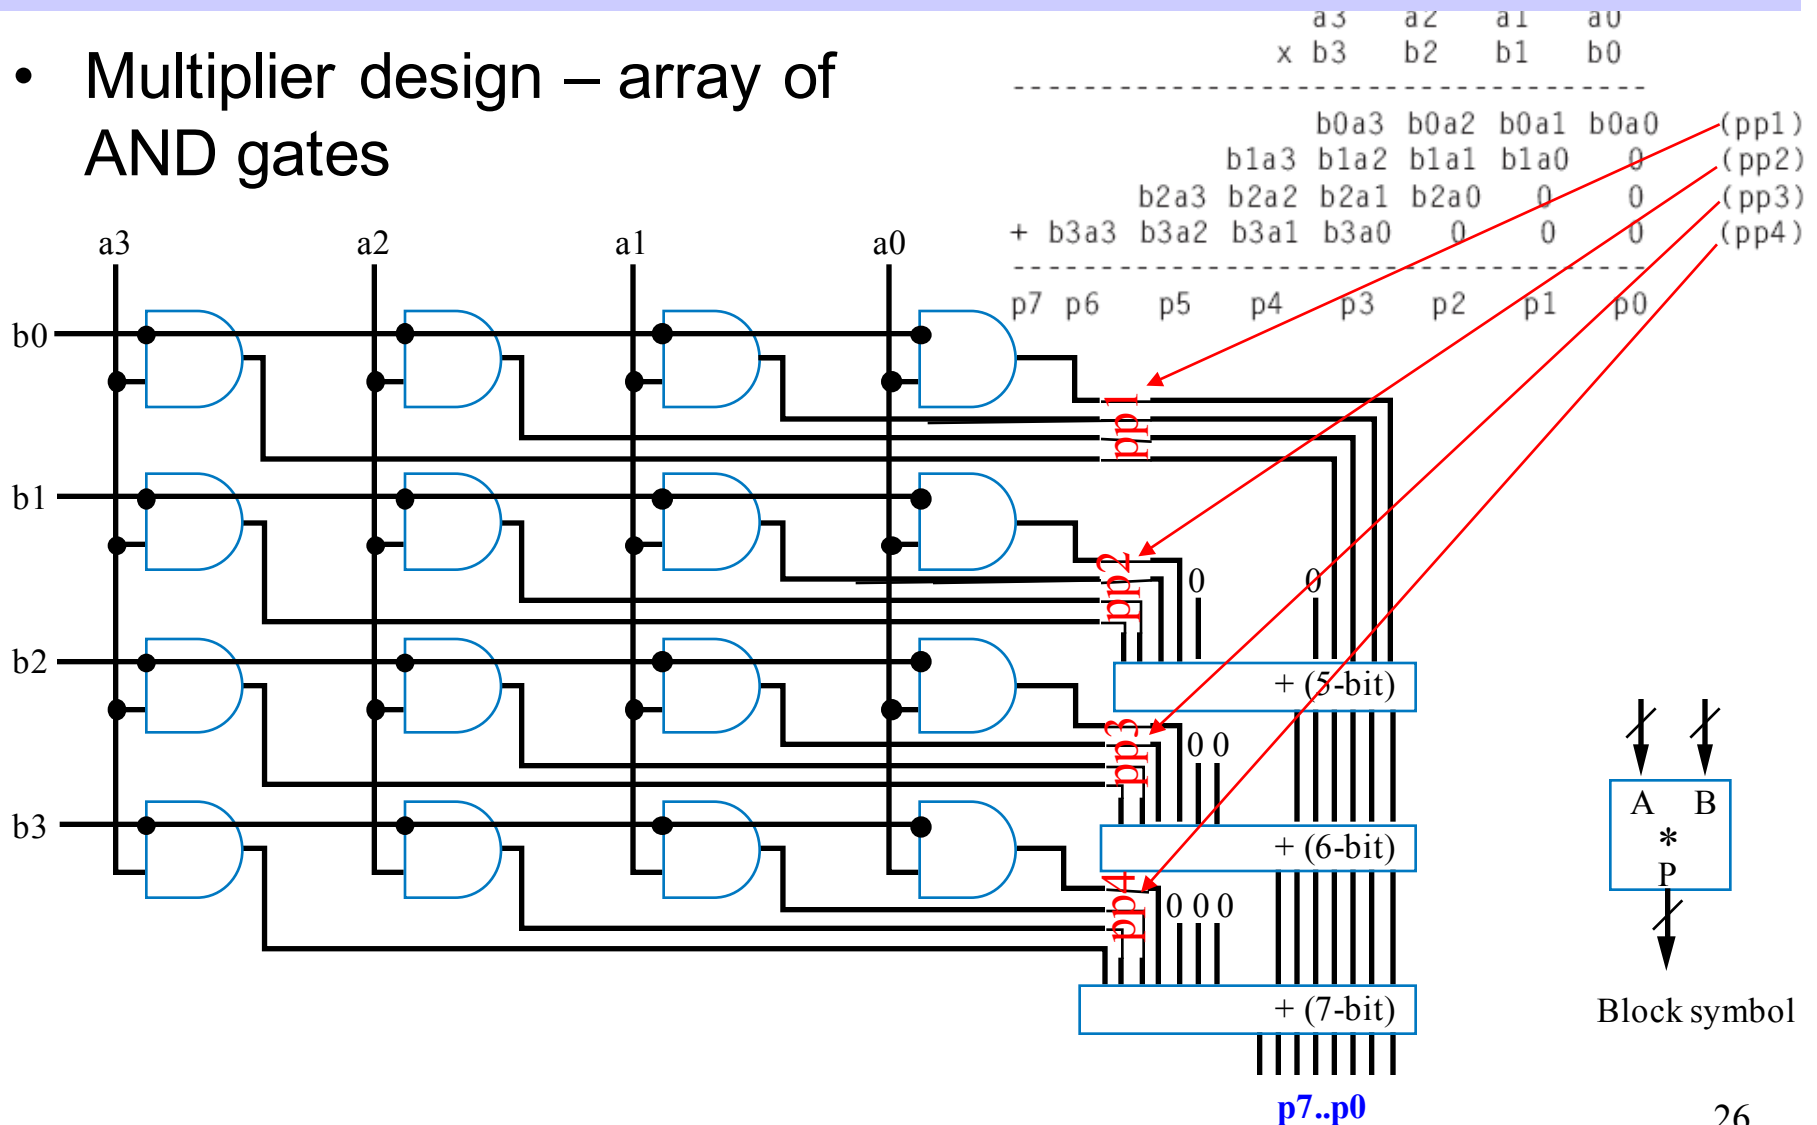 • Multiplier design – array of
AND gates
a3 a2 a1 a0
x b3 b2 b1 b0
---------------------------------
b0a3 b0a2 b0a1 b0a0 (pp1)
b1a3 b1a2 b1a1 b1a0 0 (pp2)
b2a3 b2a2 b2a1 b2a0 0 0 (pp3)
+ b3a3 b3a2 b3a1 b3a0 0 0 0 (pp4)
---------------------------------
p7 p6 p5 p4 p3 p2 p1 p0
a3 a2 a1 a0
b0
pp1
b1
pp2
0 0
b2
+ (5-bit)
pp3
0 0
b3
+ (6-bit)
pp4
0 0 0
+ (7-bit)
p7..p0
A B
*
P
Block symbol
26